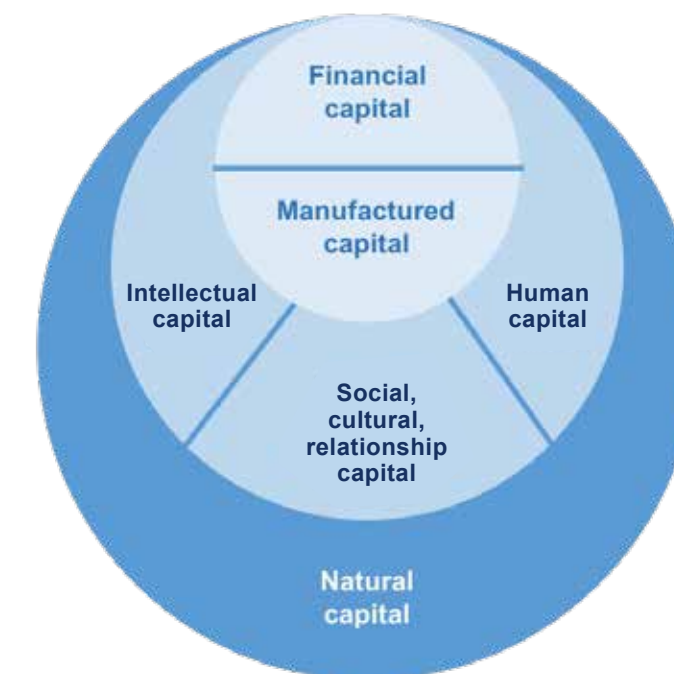 Financial
capital
Manufactured
capital
Intellectual
capital
Human
capital
Social,
cultural,
relationship
capital
Natural
capital